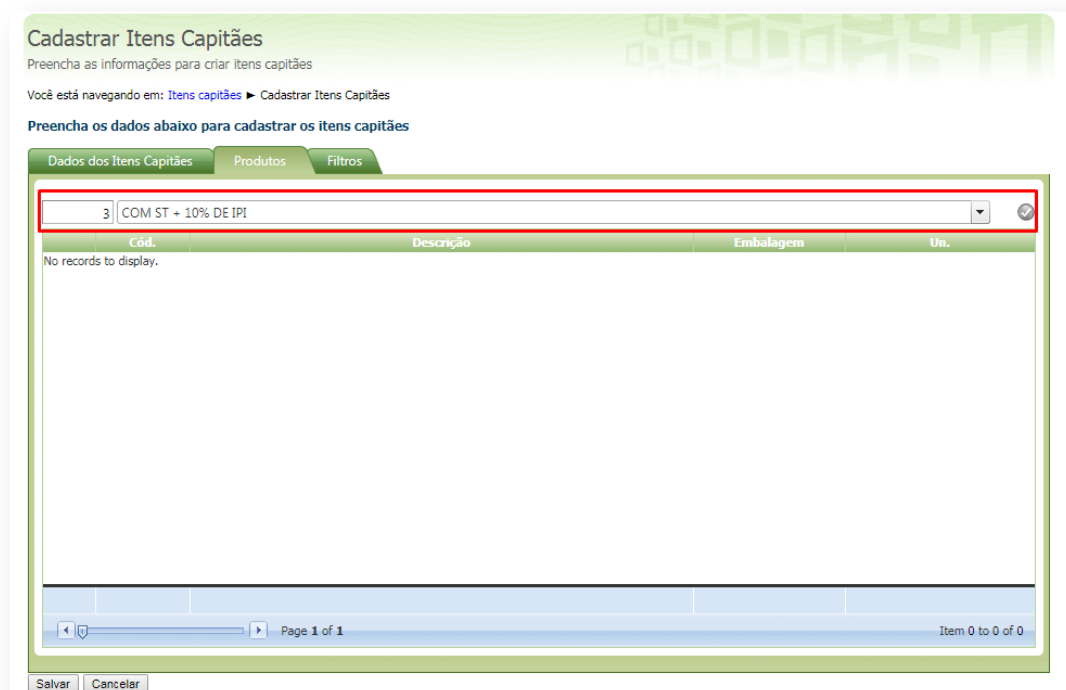 Cadastrar Itens Capitães
Preencha as informações para criar itens capitães
Você está navegando em: Itens capitães ► Cadastrar Itens Capitães
Preencha os dados abaixo para cadastrar os itens capitães
Dados dos Itens Capitães Produtos Filtros
3 COM ST + 10% DE IPI
Cód. Descrição Embalagem Un.
No records to display.
Page 1 of 1 Item 0 to 0 of 0
Salvar Cancelar